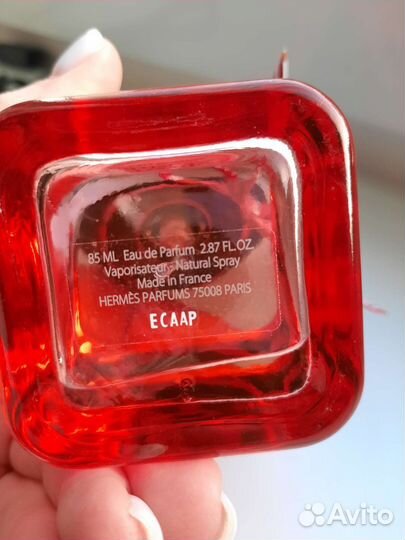 85 ML Eau de Parfum 2.87 FL.OZ.
Vaporisateur - Natural Spray
Made in France
HERMÈS PARFUMS 75008 PARIS
ECAAP
Avito